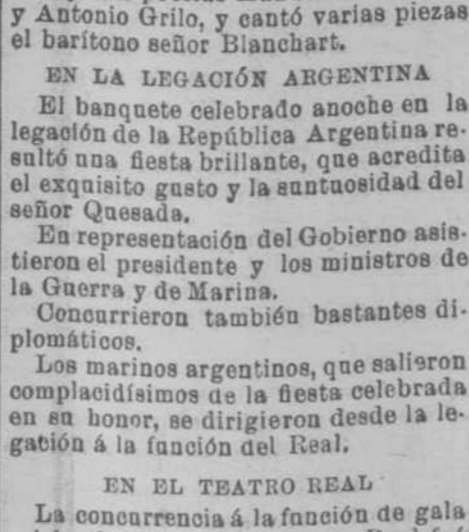 y Antonio Grilo, y cantó varias piezas
el barítono señor Blanchart.
EN LA LEGACIÓN ARGENTINA
El banquete celebrado anoche en la
legación de la República Argentina re-
sultó una fiesta brillante, que acredita
el exquisito gusto y la suntuosidad del
señor Quesada.
En representación del Gobierno asis-
tieron el presidente y los ministros de
la Guerra y de Marina.
Concurrieron también bastantes di-
plomáticos.
Los marinos argentinos, que salieron
complacidísimos de la fiesta celebrada
en su honor, se dirigieron desde la le-
gación á la función del Real.
EN EL TEATRO REAL
La concurrencia á la función de gala